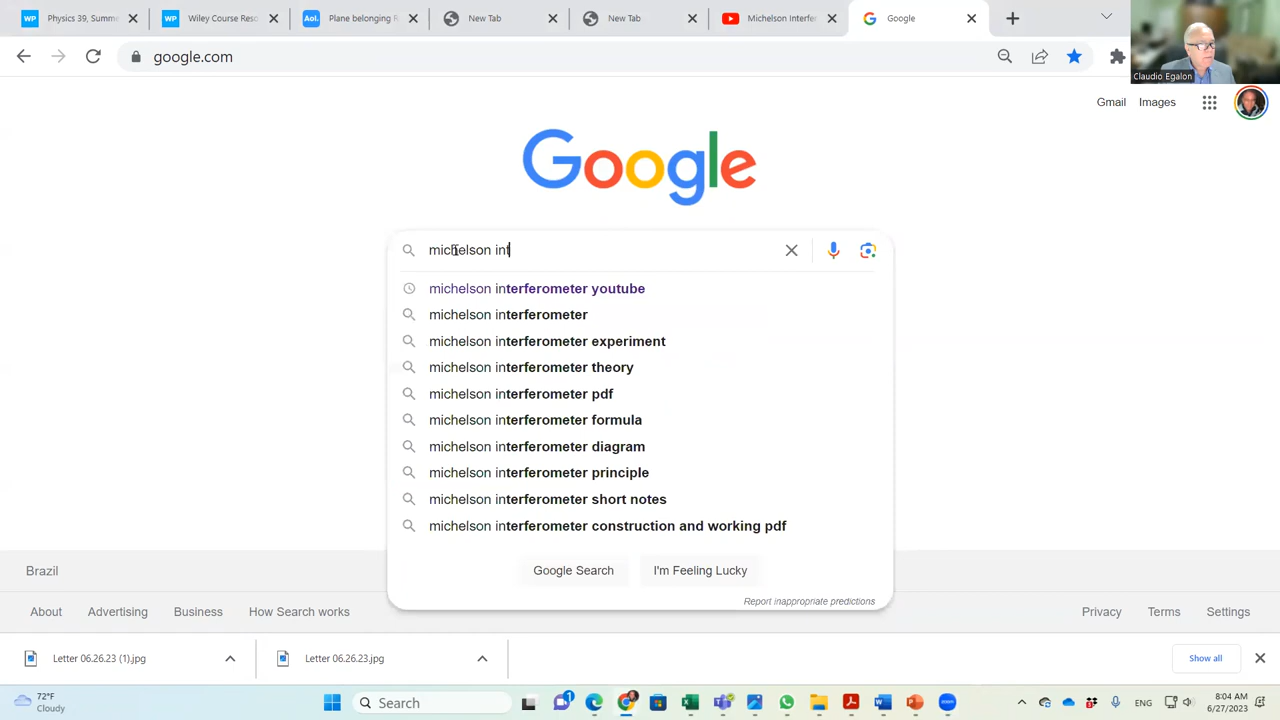 Physics 39, Summe
Wiley Course Res
Aol.
Plane belonging R
New Tab
New Tab
Michelson Interfe
Google
google.com
Claudio Egalon
Gmail
Images
Google
michelson int
michelson interferometer youtube
michelson interferometer
michelson interferometer experiment
michelson interferometer theory
michelson interferometer pdf
michelson interferometer formula
michelson interferometer diagram
michelson interferometer principle
michelson interferometer short notes
michelson interferometer construction and working pdf
Google Search
I'm Feeling Lucky
Report inappropriate predictions
Brazil
About
Advertising
Business
How Search works
Privacy
Terms
Settings
Letter 06.26.23 (1).jpg
Letter 06.26.23.jpg
Show all
72°F
Cloudy
Search
1
8:04 AM
6/27/2023